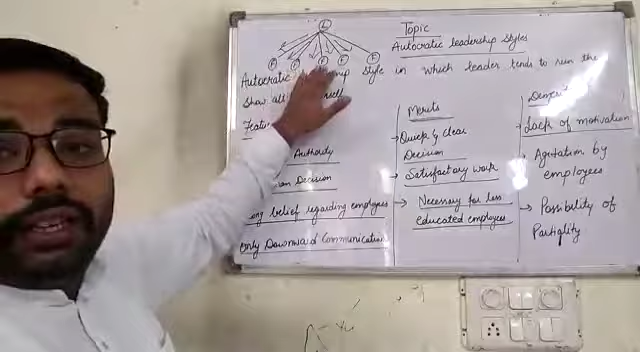 Topic
Autocratic leadership styles
L
F F F F F
Autocratic style in which leader tends to run the
Show all
Featu
Authority
Decision
belief regarding employees
only Downward Communication
Merits
→ Quick & clear
Decision
→ Satisfactory work
→ Necessary for less
educated employees
→ Lack of motivation
→ Agitation by
employees
→ Possibility of
Partiality